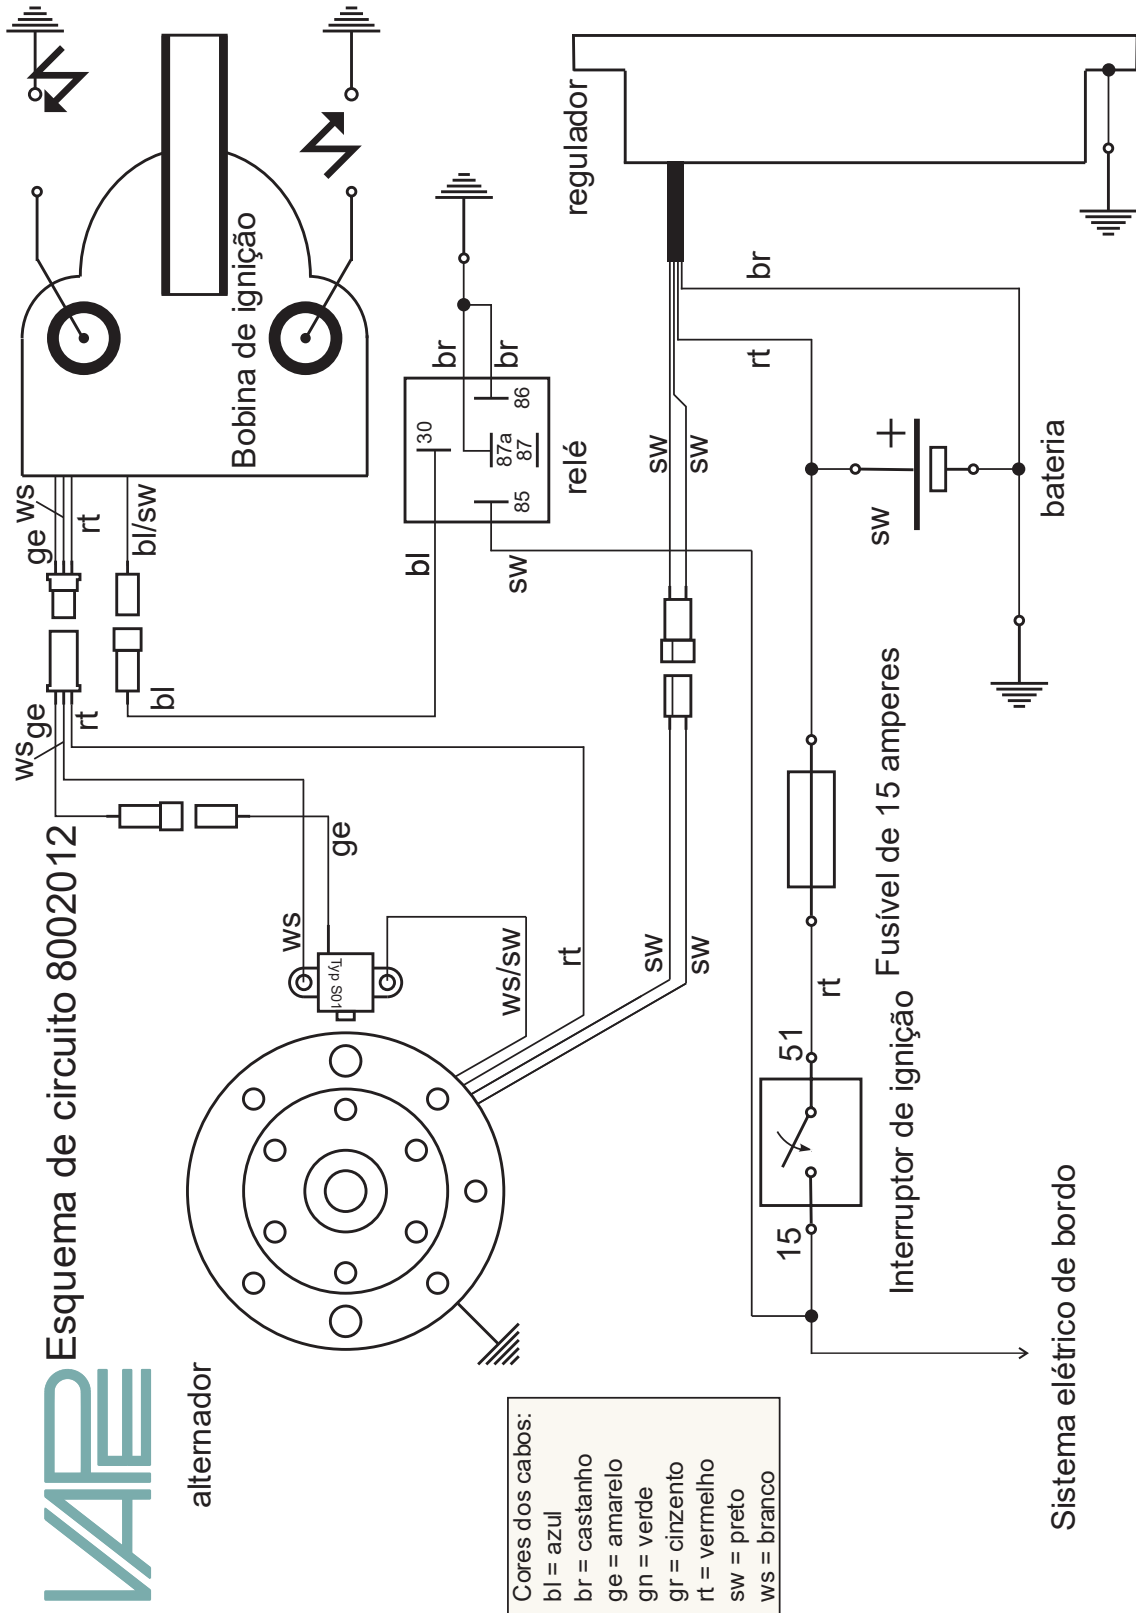 VAPE
Esquema de circuito 8002012
alternador
ws
ge
rt
bl
ge
ws
rt
bl/sw
Bobina de ignição
ws
Typ S01
ge
ws/sw
rt
bl
30
87a
87
86
85
relé
br
br
sw
sw
sw
sw
sw
regulador
br
rt
sw
+
bateria
Fusível de 15 amperes
rt
51
15
Interruptor de ignição
Sistema elétrico de bordo
Cores dos cabos:
bl = azul
br = castanho
ge = amarelo
gn = verde
gr = cinzento
rt = vermelho
sw = preto
ws = branco